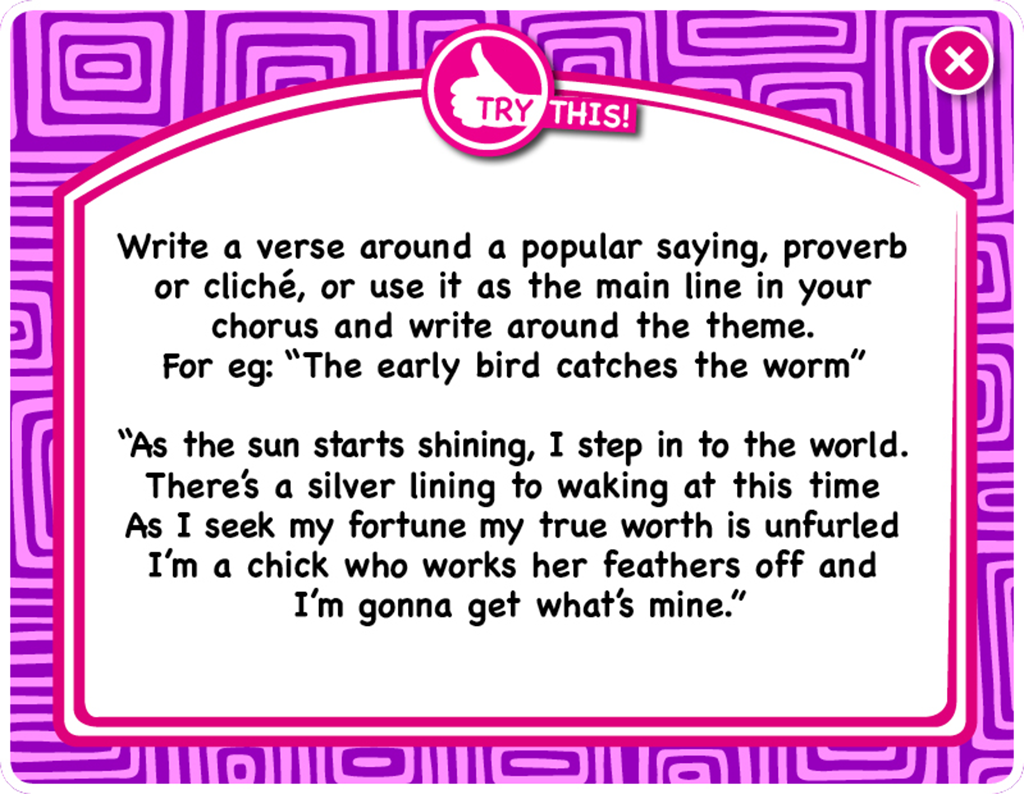 TRY THIS!
Write a verse around a popular saying, proverb
or cliché, or use it as the main line in your
chorus and write around the theme.
For eg: “The early bird catches the worm”
“As the sun starts shining, I step in to the world.
There’s a silver lining to waking at this time
As I seek my fortune my true worth is unfurled
I’m a chick who works her feathers off and
I’m gonna get what’s mine.”